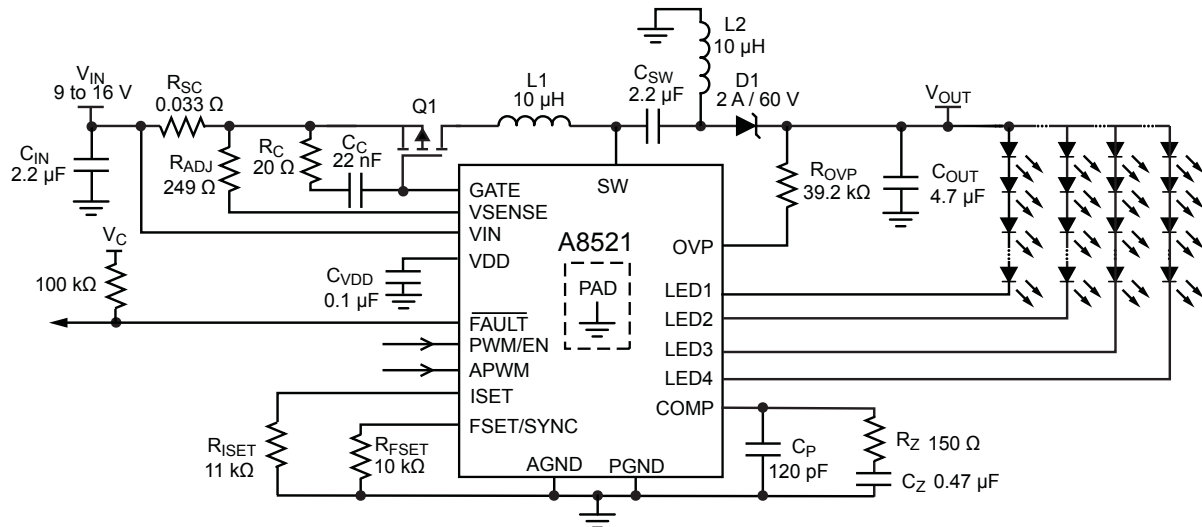 L2
10 µH
VIN
9 to 16 V
RSC
0.033 Ω
Q1
L1
10 µH
CSW
2.2 µF
D1
2 A / 60 V
VOUT
CIN
2.2 µF
RADJ
249 Ω
RC
20 Ω
CC
22 nF
ROVP
39.2 kΩ
COUT
4.7 µF
SW
GATE
VSENSE
VIN
VDD
A8521
PAD
OVP
VC
100 kΩ
CVDD
0.1 µF
LED1
LED2
LED3
LED4
COMP
FAULT
PWM/EN
APWM
ISET
FSET/SYNC
AGND
PGND
RISET
11 kΩ
RFSET
10 kΩ
CP
120 pF
RZ 150 Ω
CZ 0.47 µF